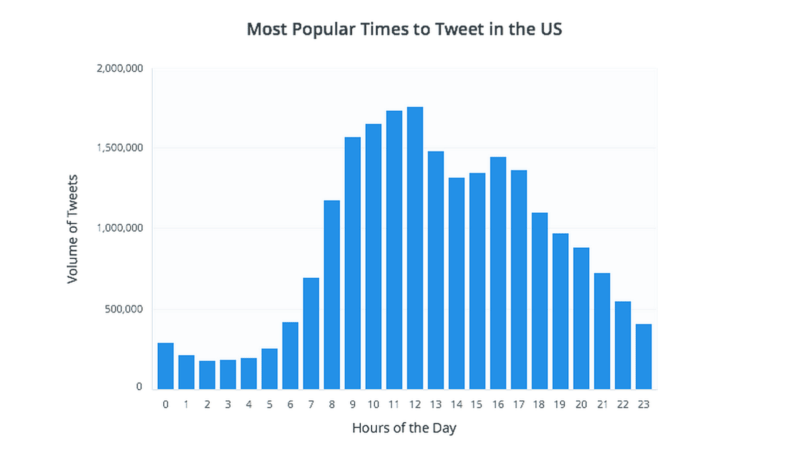 Most Popular Times to Tweet in the US
2,000,000
1,500,000
1,000,000
500,000
0
Volume of Tweets
0 1 2 3 4 5 6 7 8 9 10 11 12 13 14 15 16 17 18 19 20 21 22 23
Hours of the Day